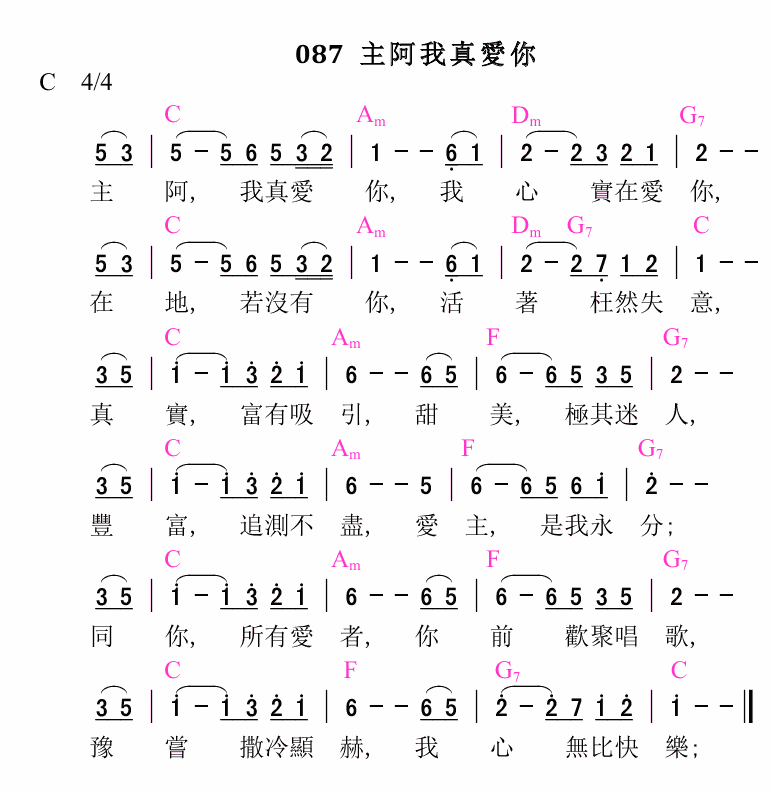 087 主阿我真愛你
C 4/4
C Am Dm G7
5 3 | 5 - 5 6 5 3 2 | 1 - - 6 1 | 2 - 2 3 2 1 | 2 - -
主 阿, 我真愛 你, 我 心 實在愛 你,
C Am Dm G7 C
5 3 | 5 - 5 6 5 3 2 | 1 - - 6 1 | 2 - 2 7 1 2 | 1 - -
在 地, 若沒有 你, 活 著 枉然失 意,
C Am F G7
3 5 | 1 - 1 3 2 1 | 6 - - 6 5 | 6 - 6 5 3 5 | 2 - -
真 實, 富有吸 引, 甜 美, 極其迷 人,
C Am F G7
3 5 | 1 - 1 3 2 1 | 6 - - 5 | 6 - 6 5 6 1 | 2 - -
豐 富, 追測不 盡, 愛 主, 是我永 分;
C Am F G7
3 5 | 1 - 1 3 2 1 | 6 - - 6 5 | 6 - 6 5 3 5 | 2 - -
同 你, 所有愛 者, 你 前 歡聚唱 歌,
C F G7 C
3 5 | 1 - 1 3 2 1 | 6 - - 6 5 | 2 - 2 7 1 2 | 1 - - ‖
豫 嘗 撒冷顯 赫, 我 心 無比快 樂;